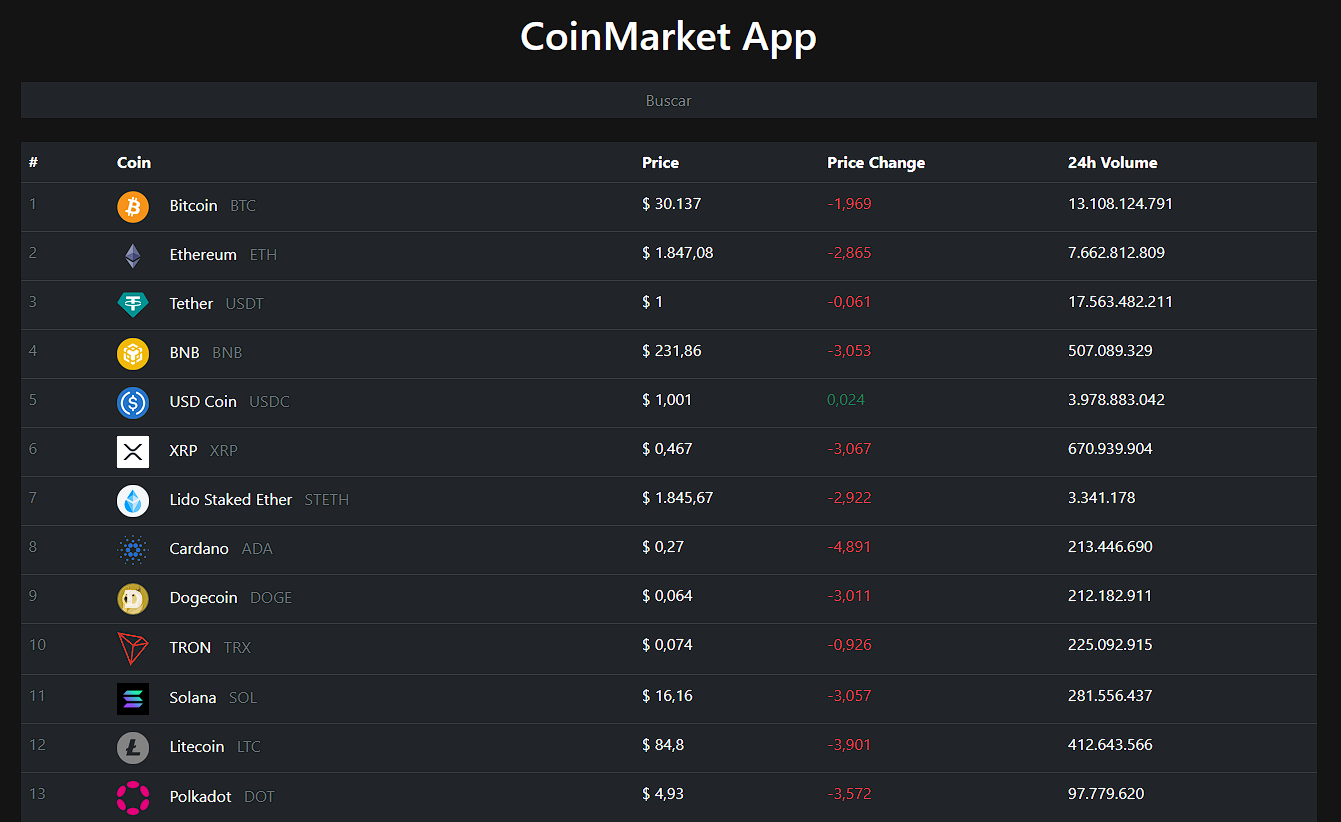 CoinMarket App
Buscar
# Coin Price Price Change 24h Volume
1 Bitcoin BTC $ 30.137 -1,969 13.108.124.791
2 Ethereum ETH $ 1.847,08 -2,865 7.662.812.809
3 Tether USDT $ 1 -0,061 17.563.482.211
4 BNB BNB $ 231,86 -3,053 507.089.329
5 USD Coin USDC $ 1,001 0,024 3.978.883.042
6 XRP XRP $ 0,467 -3,067 670.939.904
7 Lido Staked Ether STETH $ 1.845,67 -2,922 3.341.178
8 Cardano ADA $ 0,27 -4,891 213.446.690
9 Dogecoin DOGE $ 0,064 -3,011 212.182.911
10 TRON TRX $ 0,074 -0,926 225.092.915
11 Solana SOL $ 16,16 -3,057 281.556.437
12 Litecoin LTC $ 84,8 -3,901 412.643.566
13 Polkadot DOT $ 4,93 -3,572 97.779.620